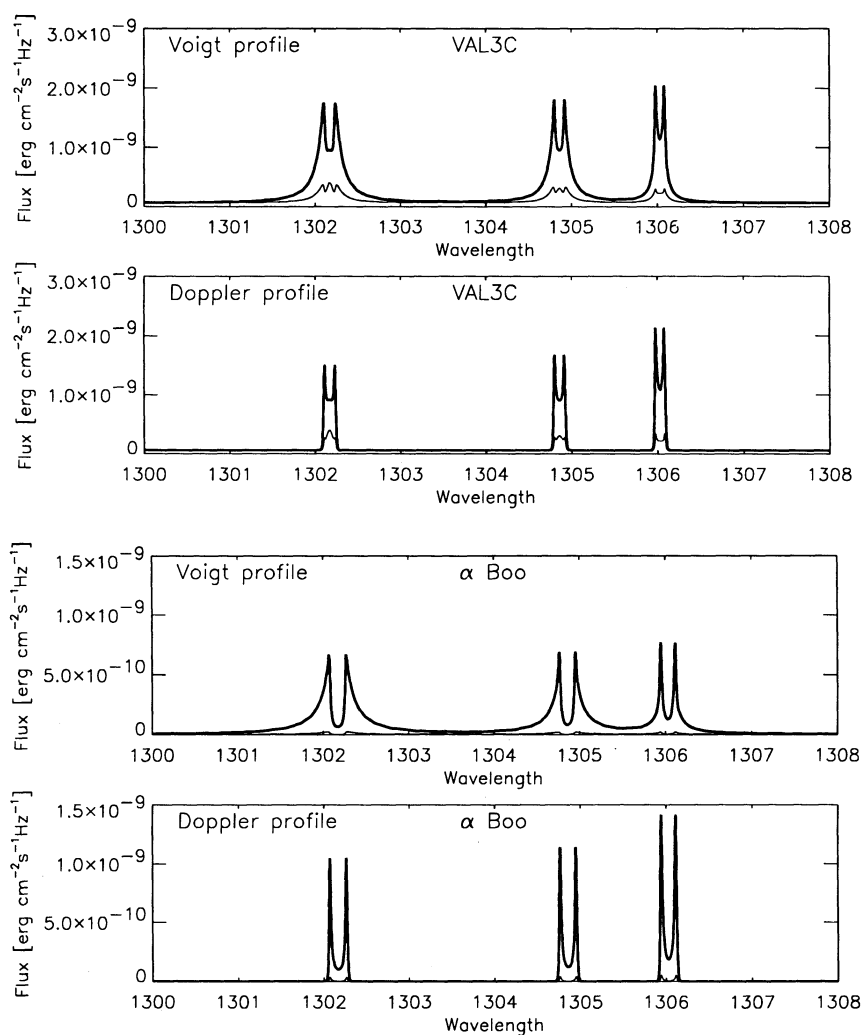 Voigt profile VAL3C
Flux [erg cm⁻²s⁻¹Hz⁻¹]
3.0×10⁻⁹
2.0×10⁻⁹
1.0×10⁻⁹
0
1300 1301 1302 1303 1304 1305 1306 1307 1308
Wavelength
Doppler profile VAL3C
Flux [erg cm⁻²s⁻¹Hz⁻¹]
3.0×10⁻⁹
2.0×10⁻⁹
1.0×10⁻⁹
0
1300 1301 1302 1303 1304 1305 1306 1307 1308
Wavelength
Voigt profile α Boo
Flux [erg cm⁻²s⁻¹Hz⁻¹]
1.5×10⁻⁹
1.0×10⁻⁹
5.0×10⁻¹⁰
0
1300 1301 1302 1303 1304 1305 1306 1307 1308
Wavelength
Doppler profile α Boo
Flux [erg cm⁻²s⁻¹Hz⁻¹]
1.5×10⁻⁹
1.0×10⁻⁹
5.0×10⁻¹⁰
0
1300 1301 1302 1303 1304 1305 1306 1307 1308
Wavelength